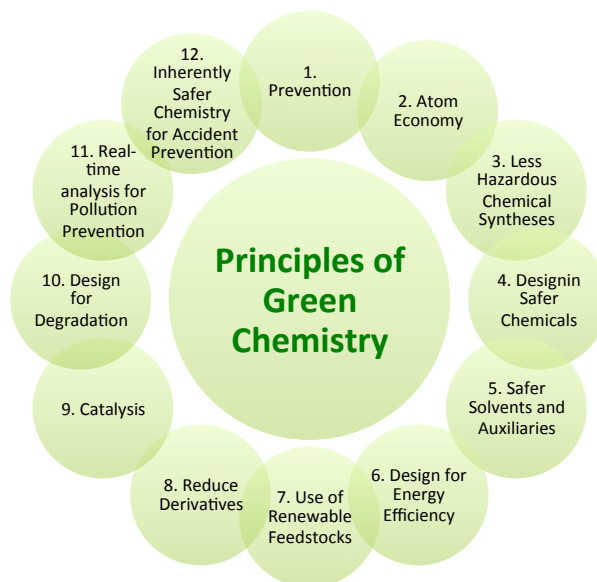 1.
Prevention
2. Atom
Economy
3. Less
Hazardous
Chemical
Syntheses
4. Designin
Safer
Chemicals
5. Safer
Solvents and
Auxiliaries
6. Design for
Energy
Efficiency
7. Use of
Renewable
Feedstocks
8. Reduce
Derivatives
9. Catalysis
10. Design
for
Degradation
11. Real-
time
analysis for
Pollution
Prevention
12.
Inherently
Safer
Chemistry
for Accident
Prevention
Principles of
Green
Chemistry